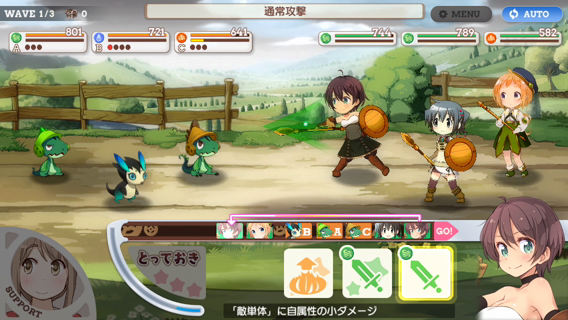 WAVE 1/3
0
通常攻撃
MENU
AUTO
801
721
641
744
789
582
A
B
C
B
A
C
GO!
とっておき
SUPPORT
「敵単体」に自属性の小ダメージ